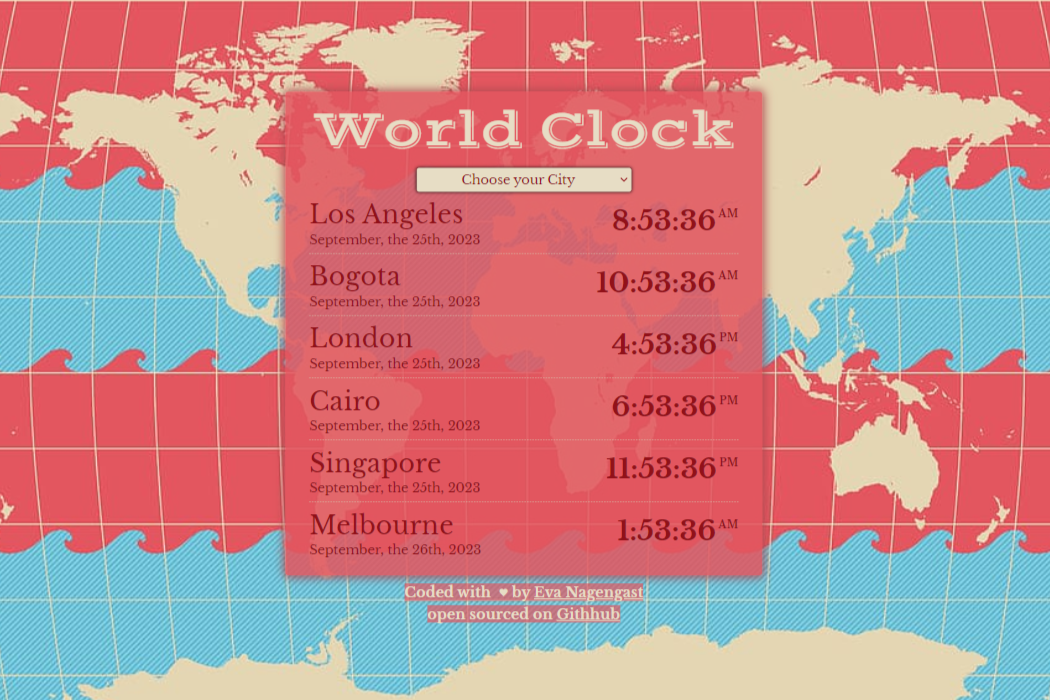 World Clock
Choose your City
Los Angeles
8:53:36 AM
September, the 25th, 2023
Bogota
10:53:36 AM
September, the 25th, 2023
London
4:53:36 PM
September, the 25th, 2023
Cairo
6:53:36 PM
September, the 25th, 2023
Singapore
11:53:36 PM
September, the 25th, 2023
Melbourne
1:53:36 AM
September, the 26th, 2023
Coded with ♥ by Eva Nagengast
open sourced on Githhub